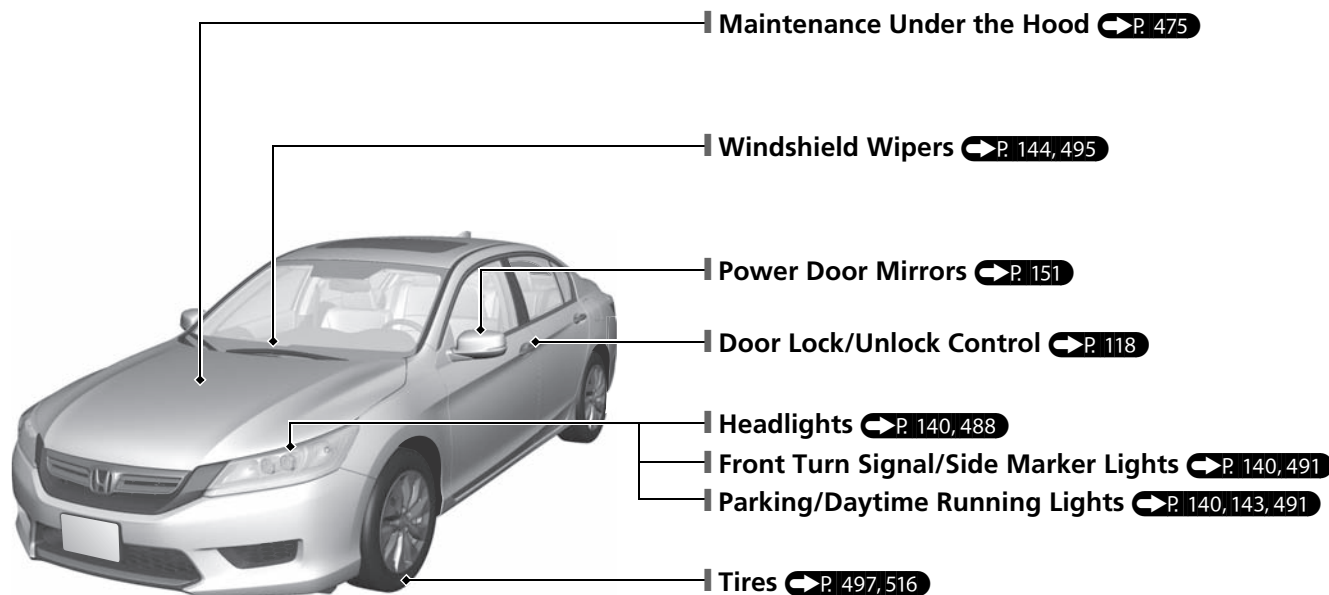 Maintenance Under the Hood P. 475
Windshield Wipers P. 144, 495
Power Door Mirrors P. 151
Door Lock/Unlock Control P. 118
Headlights P. 140, 488
Front Turn Signal/Side Marker Lights P. 140, 491
Parking/Daytime Running Lights P. 140, 143, 491
Tires P. 497, 516